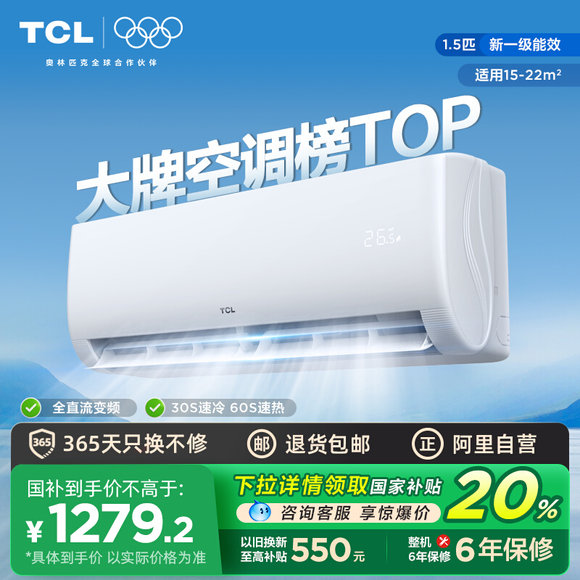 TCL
奥林匹克全球合作伙伴
1.5匹 新一级能效
适用15-22m²
大牌空调榜TOP
26.5
TCL
全直流变频
30S速冷 60S速热
365 365天只换不修
邮 退货包邮
正 阿里自营
国补到手价不高于:
¥1279.2
*具体到手价 以实际价格为准
下拉详情领取国家补贴
咨询客服 享惊爆价
20%
以旧换新
至高补贴 550元
整机
6年保修 6年保修